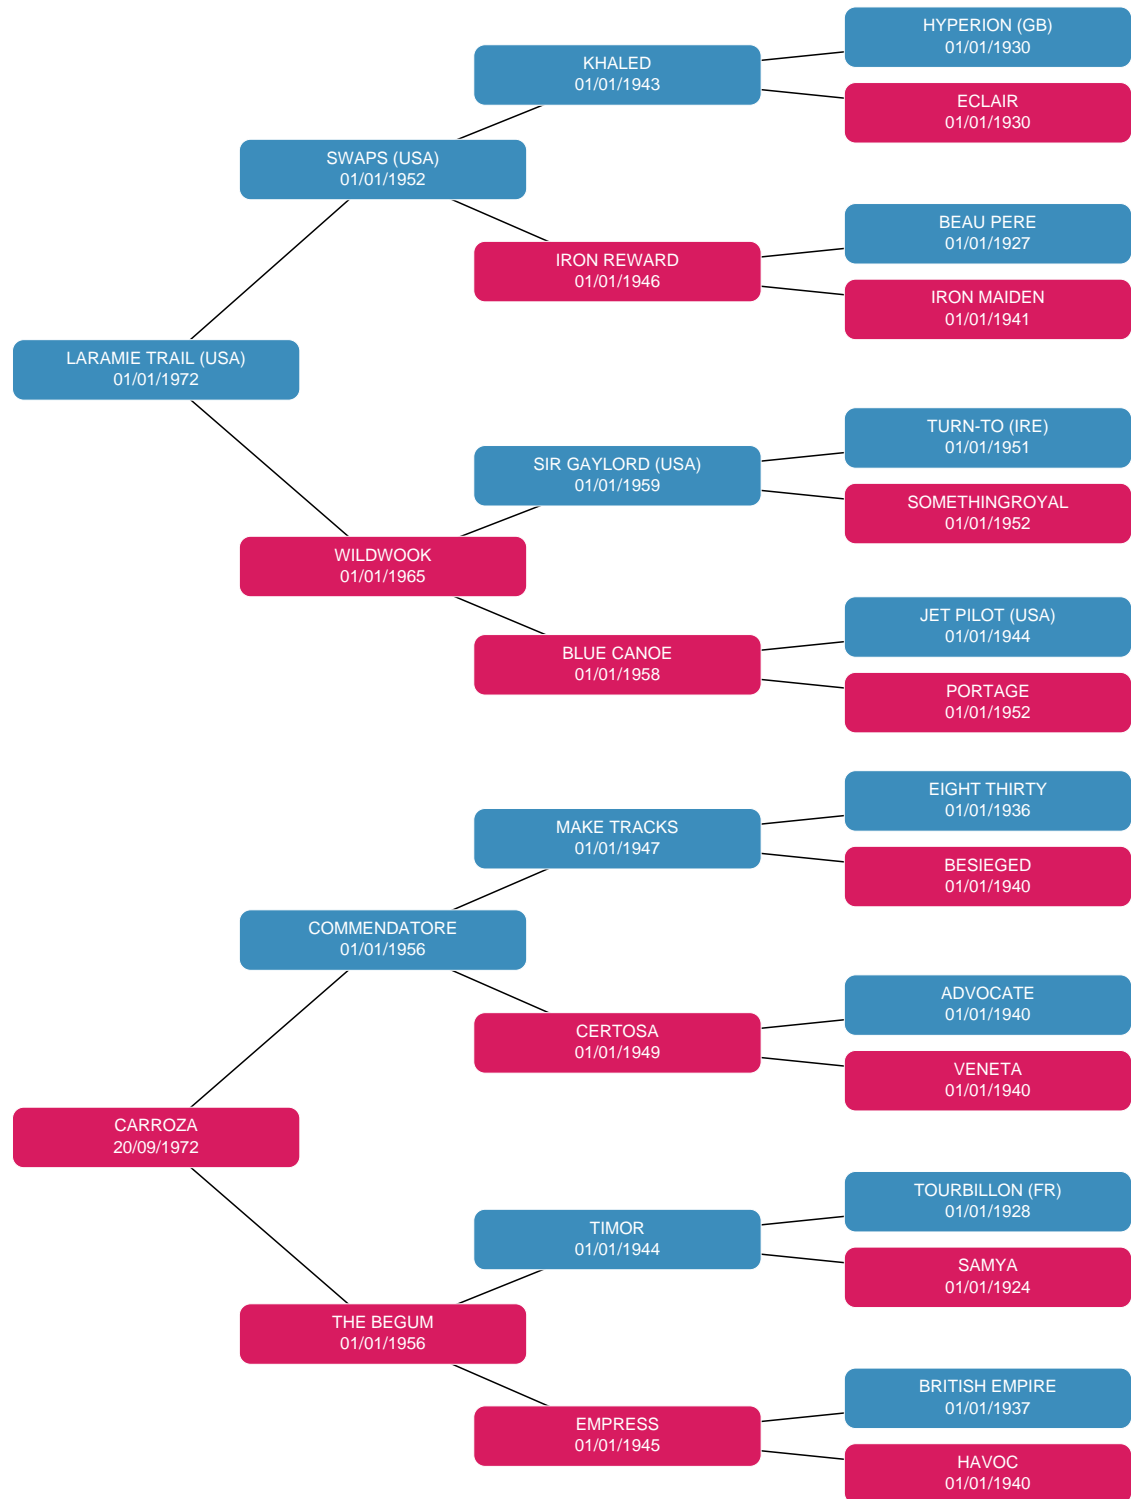 HYPERION (GB)
01/01/1930
KHALED
01/01/1943
ECLAIR
01/01/1930
SWAPS (USA)
01/01/1952
BEAU PERE
01/01/1927
IRON REWARD
01/01/1946
IRON MAIDEN
01/01/1941
LARAMIE TRAIL (USA)
01/01/1972
TURN-TO (IRE)
01/01/1951
SIR GAYLORD (USA)
01/01/1959
SOMETHINGROYAL
01/01/1952
WILDWOOK
01/01/1965
JET PILOT (USA)
01/01/1944
BLUE CANOE
01/01/1958
PORTAGE
01/01/1952
EIGHT THIRTY
01/01/1936
MAKE TRACKS
01/01/1947
BESIEGED
01/01/1940
COMMENDATORE
01/01/1956
ADVOCATE
01/01/1940
CERTOSA
01/01/1949
VENETA
01/01/1940
CARROZA
20/09/1972
TOURBILLON (FR)
01/01/1928
TIMOR
01/01/1944
SAMYA
01/01/1924
THE BEGUM
01/01/1956
BRITISH EMPIRE
01/01/1937
EMPRESS
01/01/1945
HAVOC
01/01/1940